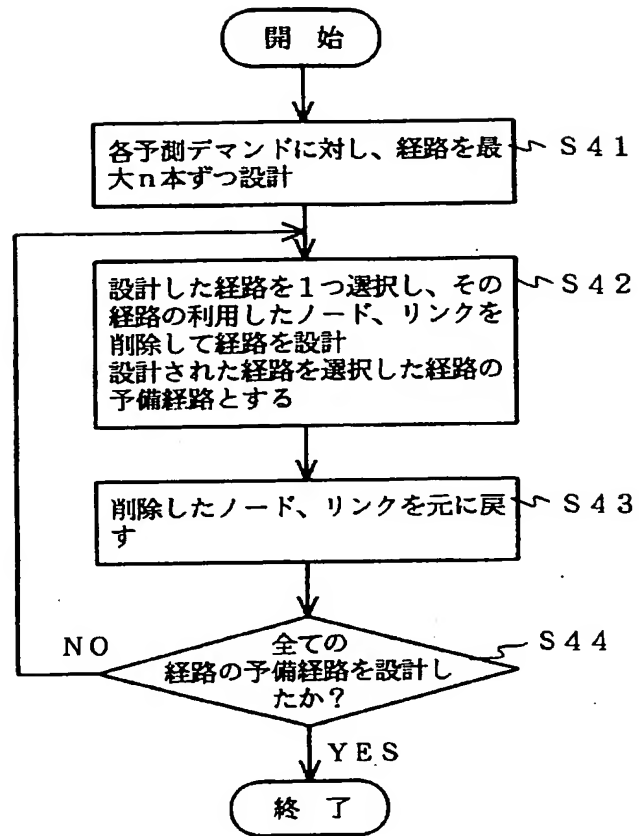 開 始
各予測デマンドに対し、経路を最
大n本ずつ設計
S41
設計した経路を1つ選択し、その
経路の利用したノード、リンクを
削除して経路を設計
設計された経路を選択した経路の
予備経路とする
S42
削除したノード、リンクを元に戻
す
S43
全ての
経路の予備経路を設計し
たか?
S44
NO
YES
終 了